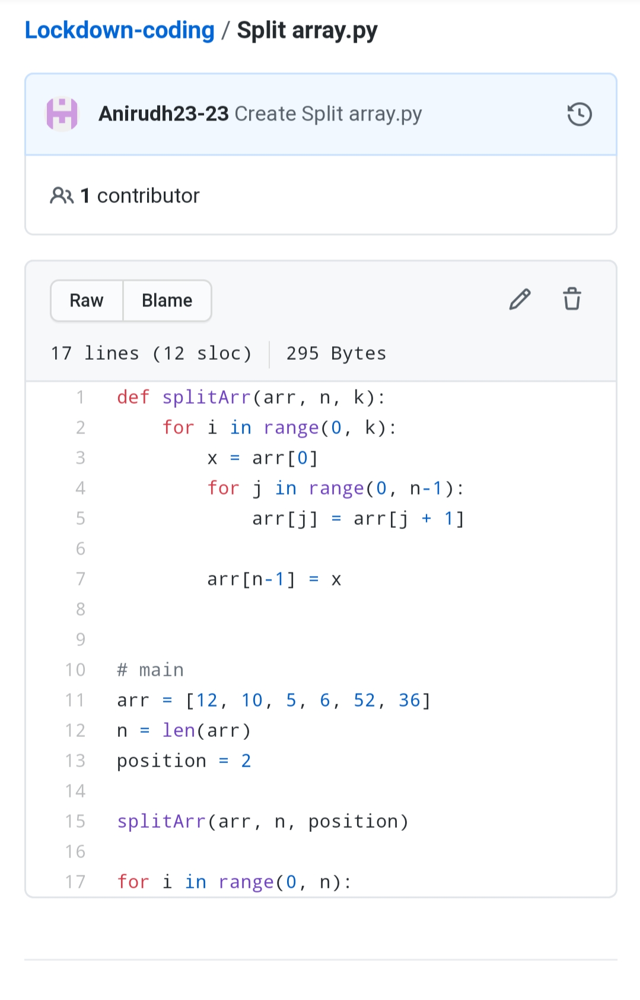 Lockdown-coding / Split array.py
Anirudh23-23 Create Split array.py
1 contributor
Raw Blame
17 lines (12 sloc) 295 Bytes
1 def splitArr(arr, n, k):
2     for i in range(0, k):
3         x = arr[0]
4         for j in range(0, n-1):
5             arr[j] = arr[j + 1]
6
7         arr[n-1] = x
8
9
10 # main
11 arr = [12, 10, 5, 6, 52, 36]
12 n = len(arr)
13 position = 2
14
15 splitArr(arr, n, position)
16
17 for i in range(0, n):